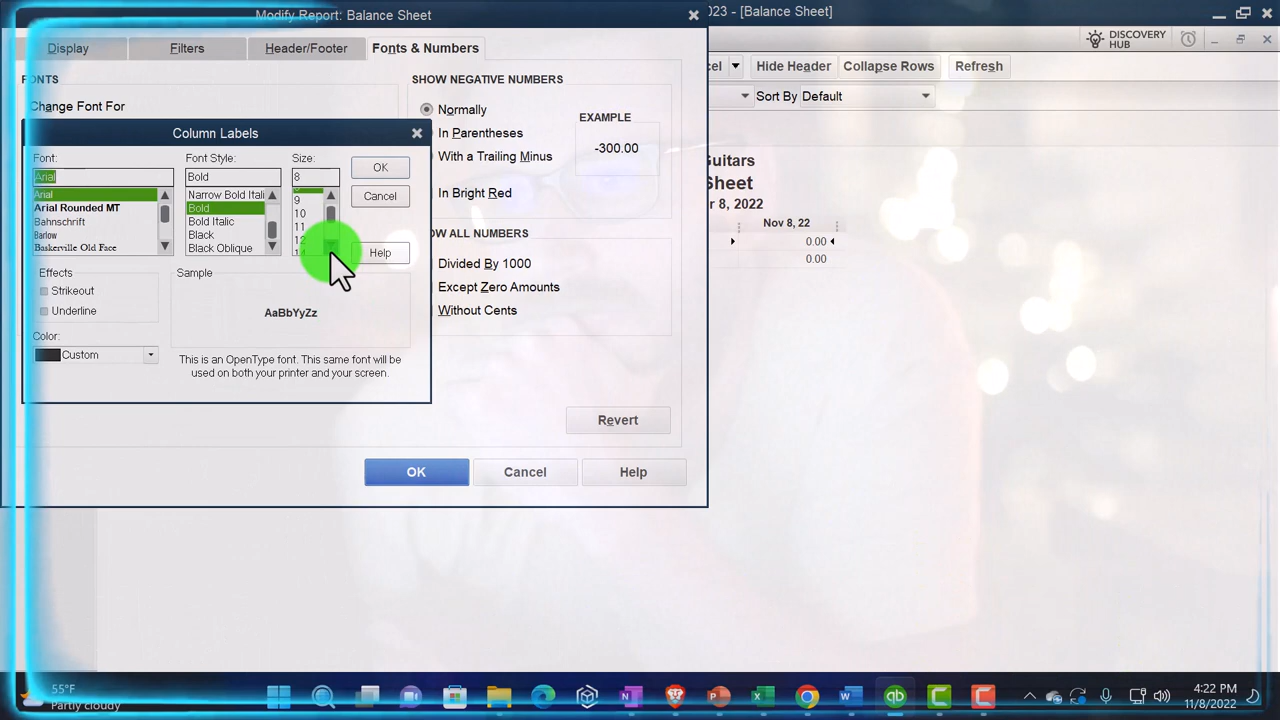 Modify Report: Balance Sheet
023 - [Balance Sheet]
DISCOVERY
HUB
Display
Filters
Header/Footer
Fonts & Numbers
cel
Hide Header
Collapse Rows
Refresh
Sort By
Default
FONTS
Change Font For
SHOW NEGATIVE NUMBERS
Normally
In Parentheses
With a Trailing Minus
In Bright Red
EXAMPLE
-300.00
OW ALL NUMBERS
Divided By 1000
Except Zero Amounts
Without Cents
Revert
OK
Cancel
Help
Column Labels
Font:
Arial
Arial
Arial Rounded MT
Bahnschrift
Barlow
Baskerville Old Face
Font Style:
Bold
Narrow Bold Itali
Bold
Bold Italic
Black
Black Oblique
Size:
8
9
10
11
12
OK
Cancel
Help
Effects
Strikeout
Underline
Color:
Custom
Sample
AaBbYyZz
This is an OpenType font. This same font will be
used on both your printer and your screen.
Guitars
Sheet
r 8, 2022
Nov 8, 22
0.00
0.00
55°F
Partly cloudy
4:22 PM
11/8/2022